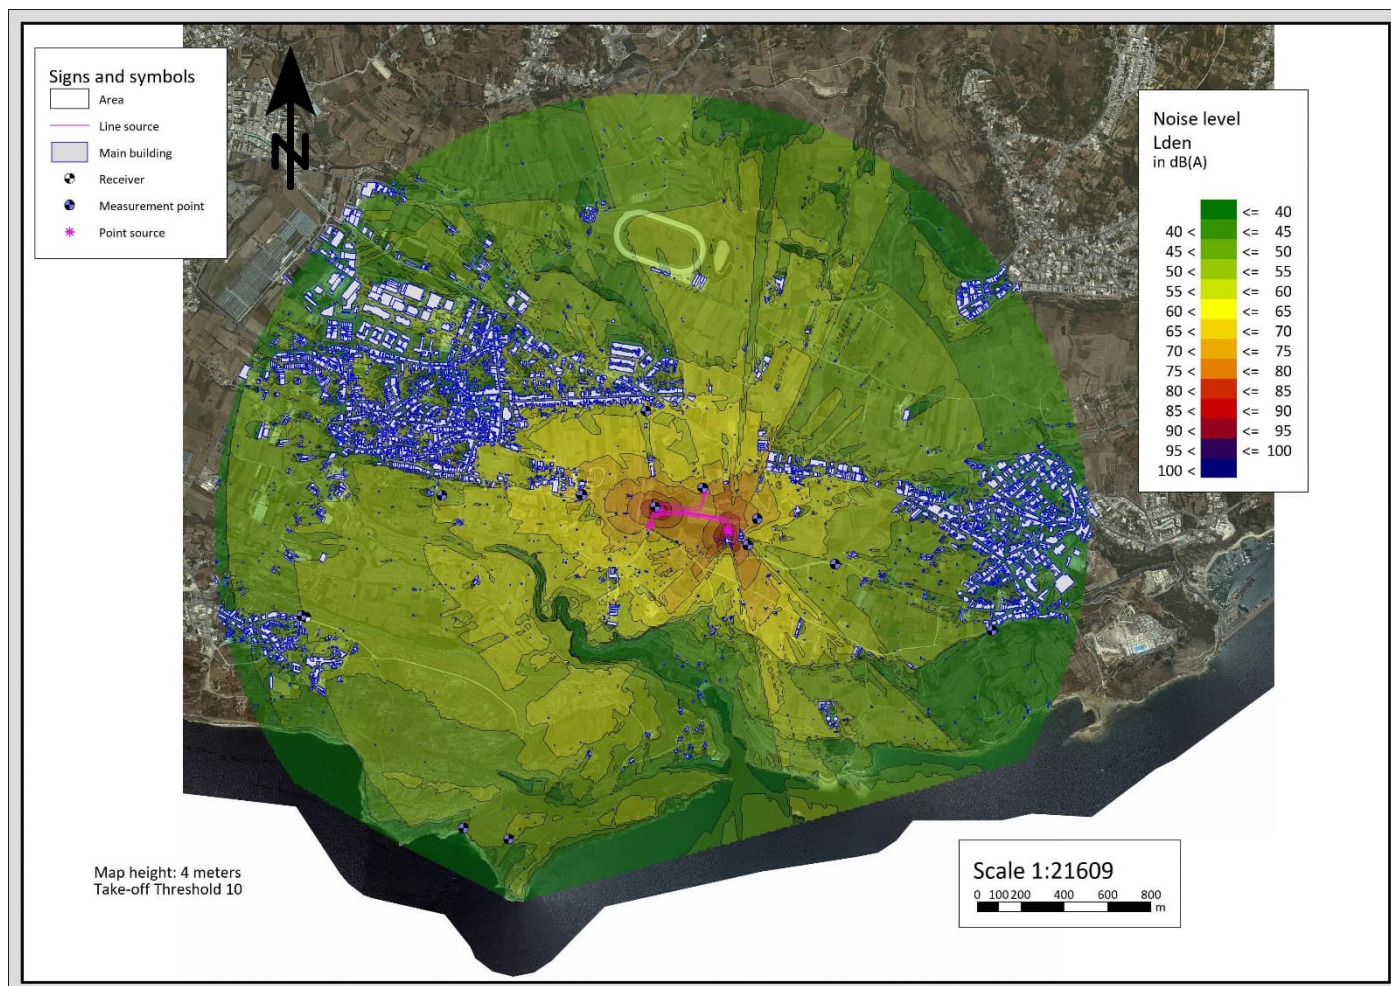 Signs and symbols
Area
Line source
Main building
Receiver
Measurement point
Point source
N
Noise level
Lden
in dB(A)
<= 40
40 < <= 45
45 < <= 50
50 < <= 55
55 < <= 60
60 < <= 65
65 < <= 70
70 < <= 75
75 < <= 80
80 < <= 85
85 < <= 90
90 < <= 95
95 < <= 100
100 <
Map height: 4 meters
Take-off Threshold 10
Scale 1:21609
0 100 200 400 600 800
m